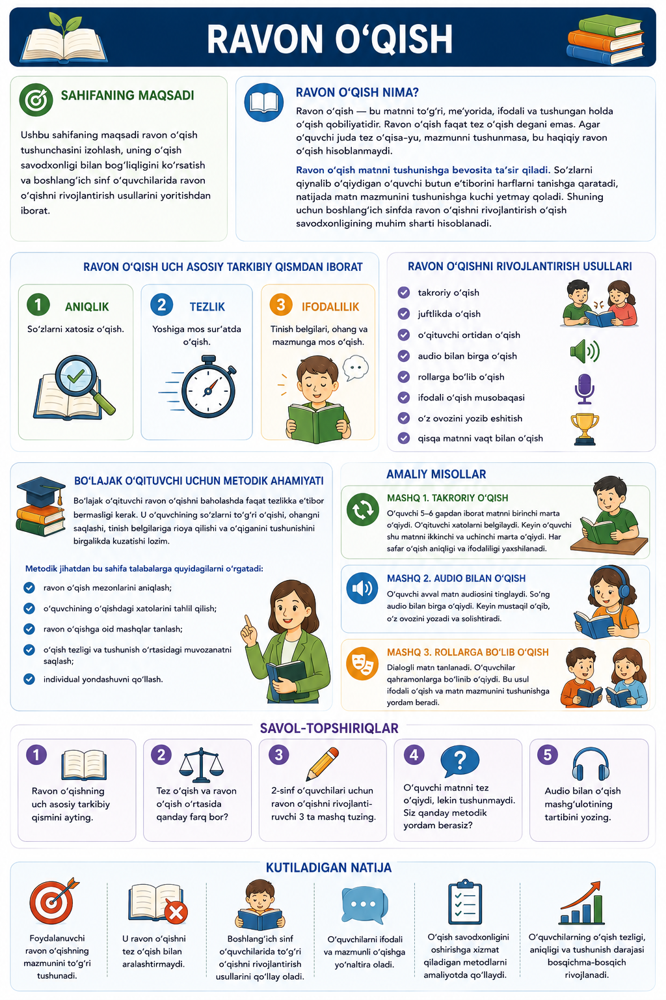 RAVON O‘QISH
SAHIFANING MAQSADI
Ushbu sahifaning maqsadi ravon o‘qish
tushunchasini izohlash, uning o‘qish
savodxonligi bilan bog‘liqligini ko‘rsatish
va boshlang‘ich sinf o‘quvchilarida ravon
o‘qishni rivojlantirish usullarini yoritishdan
iborat.
RAVON O‘QISH NIMA?
Ravon o‘qish — bu matnni to‘g‘ri, me’yorida, ifodali va tushungan holda
o‘qish qobiliyatidir. Ravon o‘qish faqat tez o‘qish degani emas. Agar
o‘quvchi juda tez o‘qisa-yu, mazmunni tushunmasa, bu haqiqiy ravon
o‘qish hisoblanmaydi.
Ravon o‘qish matnni tushunishga bevosita ta’sir qiladi. So‘zlarni
qiynalib o‘qiydigan o‘quvchi butun e’tiborini harflarni tanishga qaratadi,
natijada matn mazmunini tushunishga kuchi yetmay qoladi. Shuning
uchun boshlang‘ich sinfda ravon o‘qishni rivojlantirish o‘qish
savodxonligining muhim sharti hisoblanadi.
RAVON O‘QISH UCH ASOSIY TARKIBIY QISMDAN IBORAT
1 ANIQLIK
So‘zlarni xatosiz o‘qish.
2 TEZLIK
Yoshiga mos sur’atda
o‘qish.
3 IFODALILIK
Tinish belgilari, ohang va
mazmunga mos o‘qish.
RAVON O‘QISHNI RIVOJLANTIRISH USULLARI
takroriy o‘qish
juftlikda o‘qish
o‘qituvchi ortidan o‘qish
audio bilan birga o‘qish
rollarga bo‘lib o‘qish
ifodali o‘qish musobaqasi
o‘z ovozini yozib eshitish
qisqa matnni vaqt bilan o‘qish
BO‘LAJAK O‘QITUVCHI UCHUN METODIK AHAMIYATI
Bo‘lajak o‘qituvchi ravon o‘qishni baholashda faqat tezlikka e’tibor
bermasligi kerak. U o‘quvchining so‘zlarni to‘g‘ri o‘qishi, ohangni
saqlashi, tinish belgilariga rioya qilishi va o‘qiganini tushunishini
birgalikda kuzatishi lozim.
Metodik jihatdan bu sahifa talabalarga quyidagilarni o‘rgatadi:
ravon o‘qish mezonlarini aniqlash;
o‘quvchining o‘qishdagi xatolarini tahlil qilish;
ravon o‘qishga oid mashqlar tanlash;
o‘qish tezligi va tushunish o‘rtasidagi muvozanatni
saqlash;
individual yondashuvni qo‘llash.
AMALIY MISOLLAR
MASHQ 1. TAKRORIY O‘QISH
O‘quvchi 5–6 gapdan iborat matnni birinchi marta
o‘qiydi. O‘qituvchi xatolarni belgilaydi. Keyin o‘quvchi
shu matnni ikkinchi va uchinchi marta o‘qiydi. Har
safar o‘qish aniqligi va ifodaliligi yaxshilanadi.
MASHQ 2. AUDIO BILAN O‘QISH
O‘quvchi avval matn audiosini tinglaydi. So‘ng
audio bilan birga o‘qiydi. Keyin mustaqil o‘qib,
o‘z ovozini yozadi va solishtiradi.
MASHQ 3. ROLLARGA BO‘LIB O‘QISH
Dialogli matn tanlanadi. O‘quvchilar
qahramonlarga bo‘linib o‘qiydi. Bu usul
ifodali o‘qish va matn mazmunini tushunishga
yordam beradi.
SAVOL-TOPSHIRIQLAR
1
Ravon o‘qishning
uch asosiy tarkibiy
qismini ayting.
2
Tez o‘qish va ravon
o‘qish o‘rtasida
qanday farq bor?
3
2-sinf o‘quvchilari uchun
ravon o‘qishni rivojlanti-
ruvchi 3 ta mashq tuzing.
4
?
O‘quvchi matnni tez
o‘qiydi, lekin tushunmaydi.
Siz qanday metodik
yordam berasiz?
5
Audio bilan o‘qish
mashg‘ulotining
tartibini yozing.
KUTILADIGAN NATIJA
Foydalanuvchi
ravon o‘qishning
mazmunini to‘g‘ri
tushunadi.
U ravon o‘qishni
tez o‘qish bilan
aralashtirmaydi.
Boshlang‘ich sinf
o‘quvchilarida to‘g‘ri
o‘qishni rivojlantirish
usullarini qo‘llay oladi.
O‘quvchilarni ifodali
va mazmunli o‘qishga
yo‘naltira oladi.
O‘qish savodxonligini
oshirishga xizmat
qiladigan metodlarni
amaliyotda qo‘llaydi.
O‘quvchilarning o‘qish tezligi,
aniqligi va tushunish darajasi
bosqichma-bosqich
rivojlanadi.